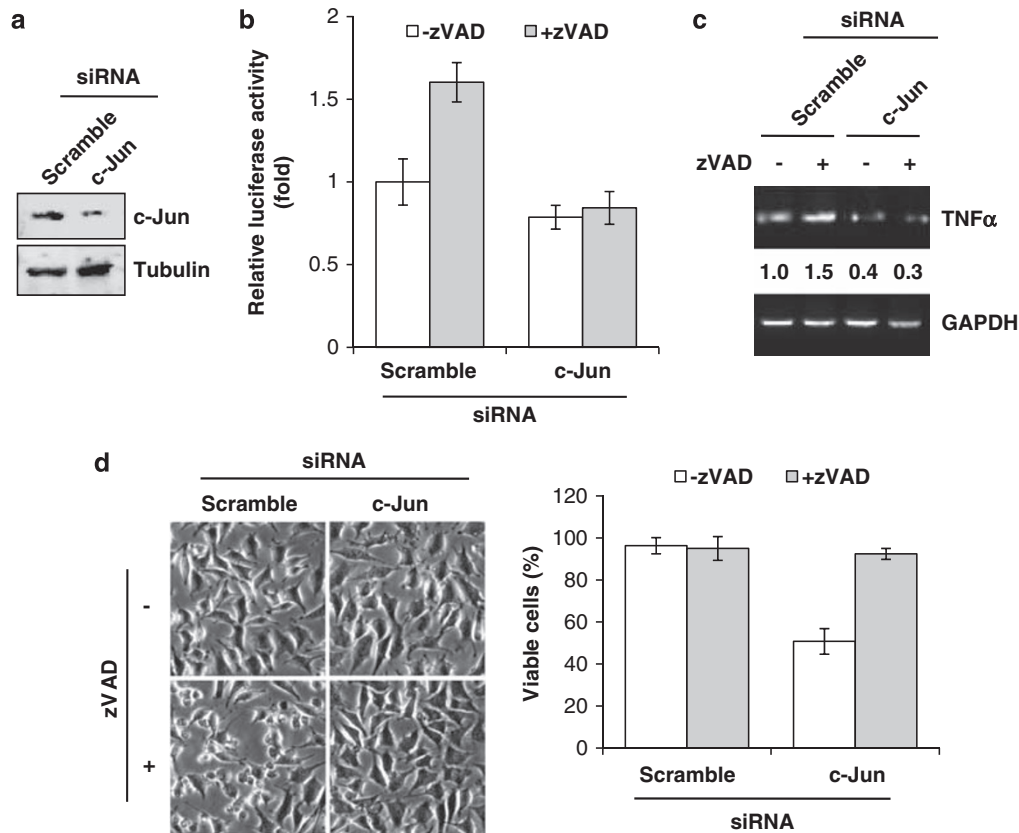 a
siRNA
Scramble
c-Jun
c-Jun
Tubulin
b
Relative luciferase activity
(fold)
2
1.5
1
0.5
0
-zVAD
+zVAD
Scramble
c-Jun
siRNA
c
siRNA
Scramble
c-Jun
zVAD - + - +
TNFα
1.0 1.5 0.4 0.3
GAPDH
d
siRNA
Scramble
c-Jun
zVAD
-
+
-zVAD
+zVAD
Viable cells (%)
120
100
80
60
40
20
0
Scramble
c-Jun
siRNA